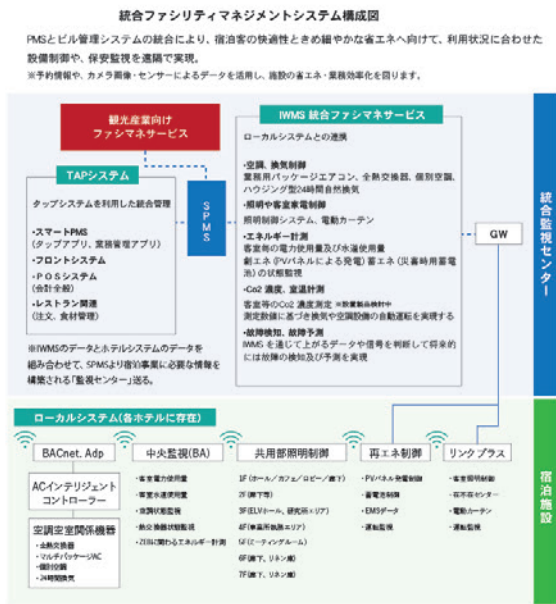 統合ファシリティマネジメントシステム構成図
PMSとビル管理システムの統合により、宿泊客の快適性ときめ細やかな省エネへ向けて、利用状況に合わせた
設備制御や、保安監視を遠隔で実現。
※予約情報や、カメラ画像・センサーによるデータを活用し、施設の省エネ・業務効率化を図ります。
観光産業向け
ファシマネサービス
TAPシステム
タップシステムを利用した統合管理
・スマートPMS
(タップアプリ、業務管理アプリ)
・フロントシステム
・POSシステム
(会計全般)
・レストラン関連
(注文、食材管理)
SPMS
IWMS 統合ファシマネサービス
ローカルシステムとの連携
・空調、換気制御
業務用パッケージエアコン、全熱交換器、個別空調、
ハウジング型24時間自然換気
・照明や客室家電制御
照明制御システム、電動カーテン
・エネルギー計測
客室毎の電力使用量及び水道使用量
創エネ(PVパネルによる発電)蓄エネ(災害時用蓄電
池)の状態監視
・Co2 濃度、室温計測
客室等のCo2 濃度測定 ※設置製品検討中
測定数値に基づき換気や空調設備の自動運転を実現する
・故障検知、故障予測
IWMS を通じて上がるデータや信号を判断して将来的
には故障の検知及び予測を実現
GW
統合監視センター
※IWMSのデータとホテルシステムのデータを
組み合わせて、SPMSより宿泊事業に必要な情報を
構築される「監視センター」送る。
ローカルシステム(各ホテルに存在)
BACnet. Adp
ACインテリジェント
コントローラー
空調空室関係機器
・全熱交換器
・マルチパッケージAC
・個別空調
・24時間換気
中央監視(BA)
・客室電力使用量
・客室水道使用量
・空調状態監視
・熱交換器状態監視
・ZEBに関わるエネルギー計測
共用部照明制御
1F(ホール/カフェ/ロビー/廊下)
2F(廊下等)
3F(ELVホール、研究所エリア)
4F(事業所執務エリア)
5F(ミーティングルーム)
6F(廊下、リネン庫)
7F(廊下、リネン庫)
再エネ制御
・PVパネル発電制御
・蓄電池制御
・EMSデータ
・運転監視
リンクプラス
・客室照明制御
・在不在センター
・電動カーテン
・運転監視
宿泊施設